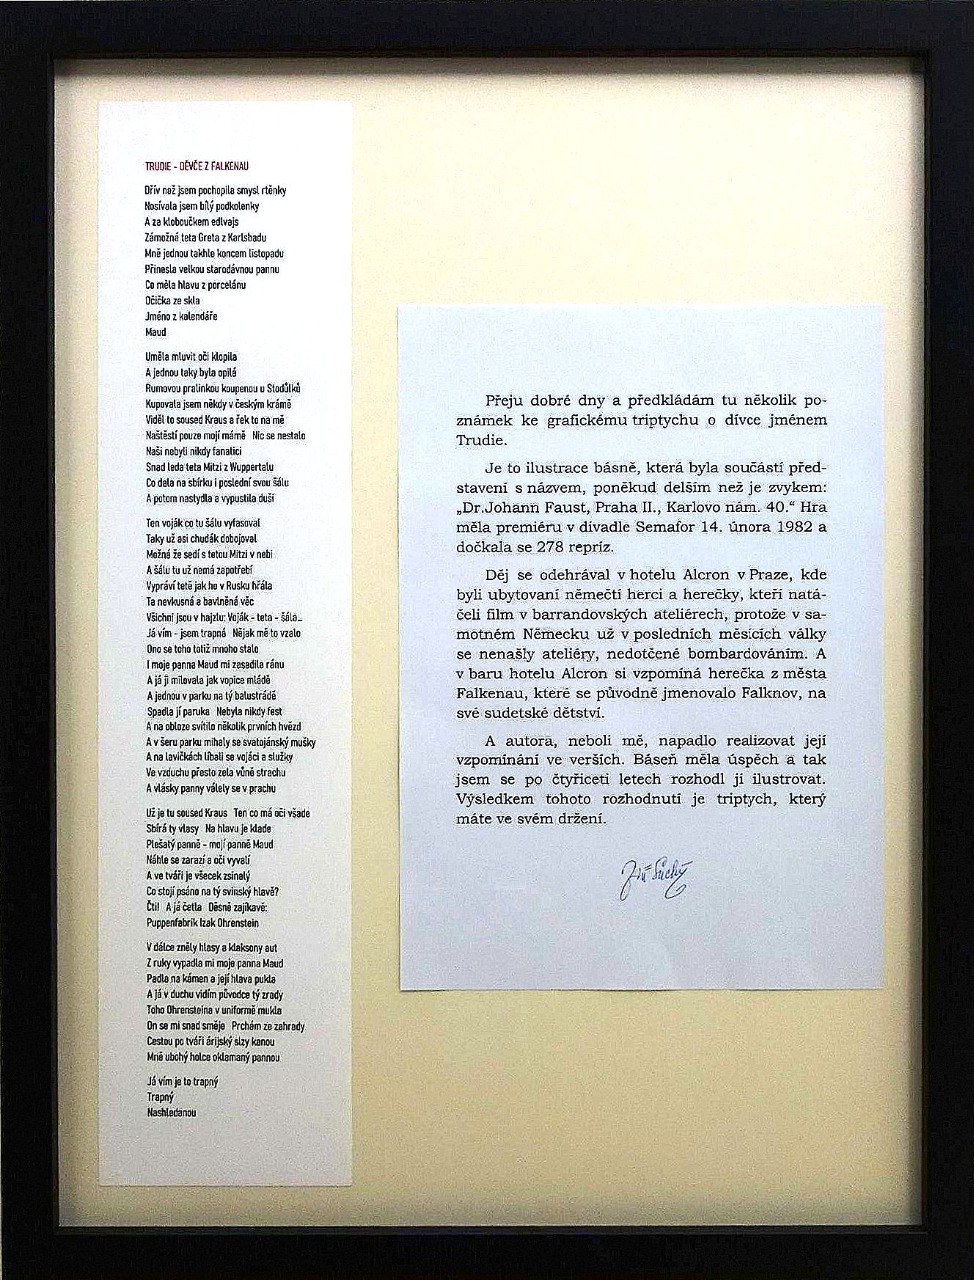 TRUDIE - DĚVČE Z FALKENAU
Dřív než jsem pochopila smysl rtěnky
Nosívala jsem bílý podkolenky
A za kloboučkem edlvajs
Zámožná teta Greta z Karlsbadu
Mně jednou takhle koncem listopadu
Přinesla velkou starodávnou pannu
Co měla hlavu z porcelánu
Očička ze skla
Jméno z kalendáře
Maud
Uměla mluvit oči klopila
A jednou taky byla opilá
Rumovou pralinkou koupenou u Stodůlků
Kupovala jsem někdy v českým krámě
Viděl to soused Kraus a řek to na mě
Naštěstí pouze mojí mámě Nic se nestalo
Naši nebyli nikdy fanatici
Snad leda teta Mitzi z Wuppertalu
Co dala na sbírku i poslední svou šálu
A potom nastydla a vypustila duši
Ten voják co tu šálu vyfasoval
Taky už asi chudák dobojoval
Možná že sedí s tetou Mitzi v nebi
A šálu tu už nemá zapotřebí
Vypráví tetě jak ho v Rusku hřála
Ta nevkusná a bavlněná věc
Všichni jsou v hajzlu: Voják - teta - šála...
Já vím - jsem trapná Nějak mě to vzalo
Ono se toho totiž mnoho stalo
I moje panna Maud mi zasadila ránu
A já ji milovala jak vopice mládě
A jednou v parku na tý balustrádě
Spadla jí paruka Nebyla nikdy fest
A na obloze svítilo několik prvních hvězd
A v šeru parku míhaly se svatojánský mušky
A na lavičkách líbali se vojáci a služky
Ve vzduchu přesto zela vůně strachu
A vlásky panny válely se v prachu
Už je tu soused Kraus Ten co má oči všade
Sbírá ty vlasy Na hlavu je klade
Plešatý panně - mojí panně Maud
Náhle se zarazí a oči vyvalí
A ve tváři je všecek zsinalý
Co stojí psáno na tý svinský hlavě?
Čti! A já četla Děsně zajíkavě:
Puppenfabrik Izak Ohrenstein
V dálce zněly hlasy a klaksony aut
Z ruky vypadla mi moje panna Maud
Padla na kámen a její hlava pukla
A já v duchu vidím původce tý zrady
Toho Ohrensteina v uniformě mukla
On se mi snad směje Prchám ze zahrady
Cestou po tváři árijský slzy kanou
Mně ubohý holce oklamaný pannou
Já vím je to trapný
Trapný
Nashledanou
Přeju dobré dny a předkládám tu několik po-
známek ke grafickému triptychu o dívce jménem
Trudie.
Je to ilustrace básně, která byla součástí před-
stavení s názvem, poněkud delším než je zvykem:
„Dr.Johann Faust, Praha II., Karlovo nám. 40.“ Hra
měla premiéru v divadle Semafor 14. února 1982 a
dočkala se 278 repríz.
Děj se odehrával v hotelu Alcron v Praze, kde
byli ubytovaní němečtí herci a herečky, kteří natá-
čeli film v barrandovských ateliérech, protože v sa-
motném Německu už v posledních měsících války
se nenašly ateliéry, nedotčené bombardováním. A
v baru hotelu Alcron si vzpomíná herečka z města
Falkenau, které se původně jmenovalo Falknov, na
své sudetské dětství.
A autora, neboli mě, napadlo realizovat její
vzpomínání ve verších. Báseň měla úspěch a tak
jsem se po čtyřiceti letech rozhodl ji ilustrovat.
Výsledkem tohoto rozhodnutí je triptych, který
máte ve svém držení.
Jiří Suchý